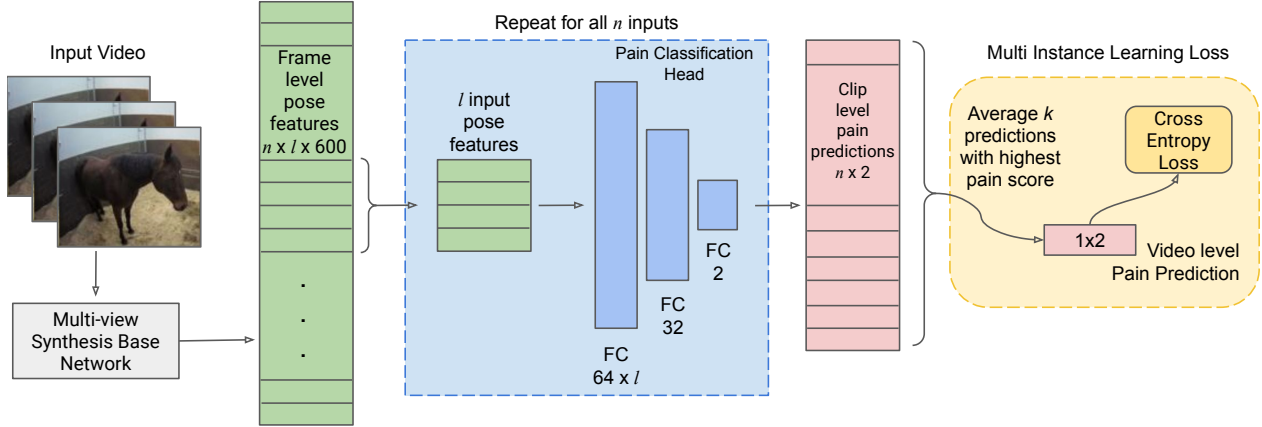 Input Video
Multi-view
Synthesis Base
Network
Frame
level
pose
features
n x l x 600
.
.
.
Repeat for all n inputs
l input
pose
features
Pain Classification
Head
FC
64 x l
FC
32
FC
2
Clip
level
pain
predictions
n x 2
Multi Instance Learning Loss
Average k
predictions
with highest
pain score
Cross
Entropy
Loss
1x2
Video level
Pain Prediction